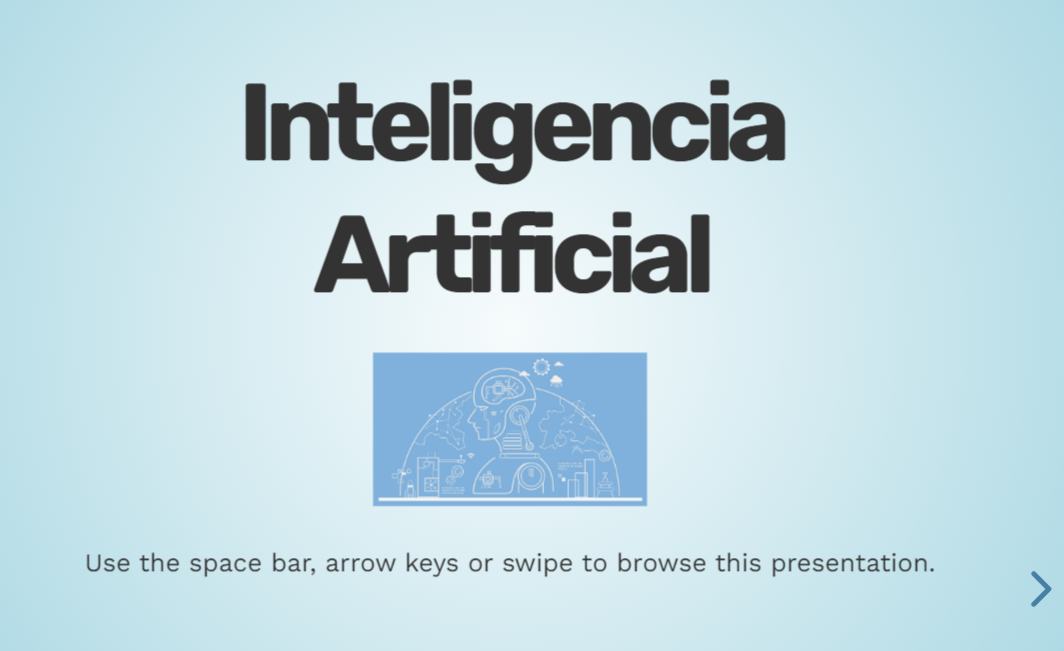 Inteligencia
Artificial
Use the space bar, arrow keys or swipe to browse this presentation.